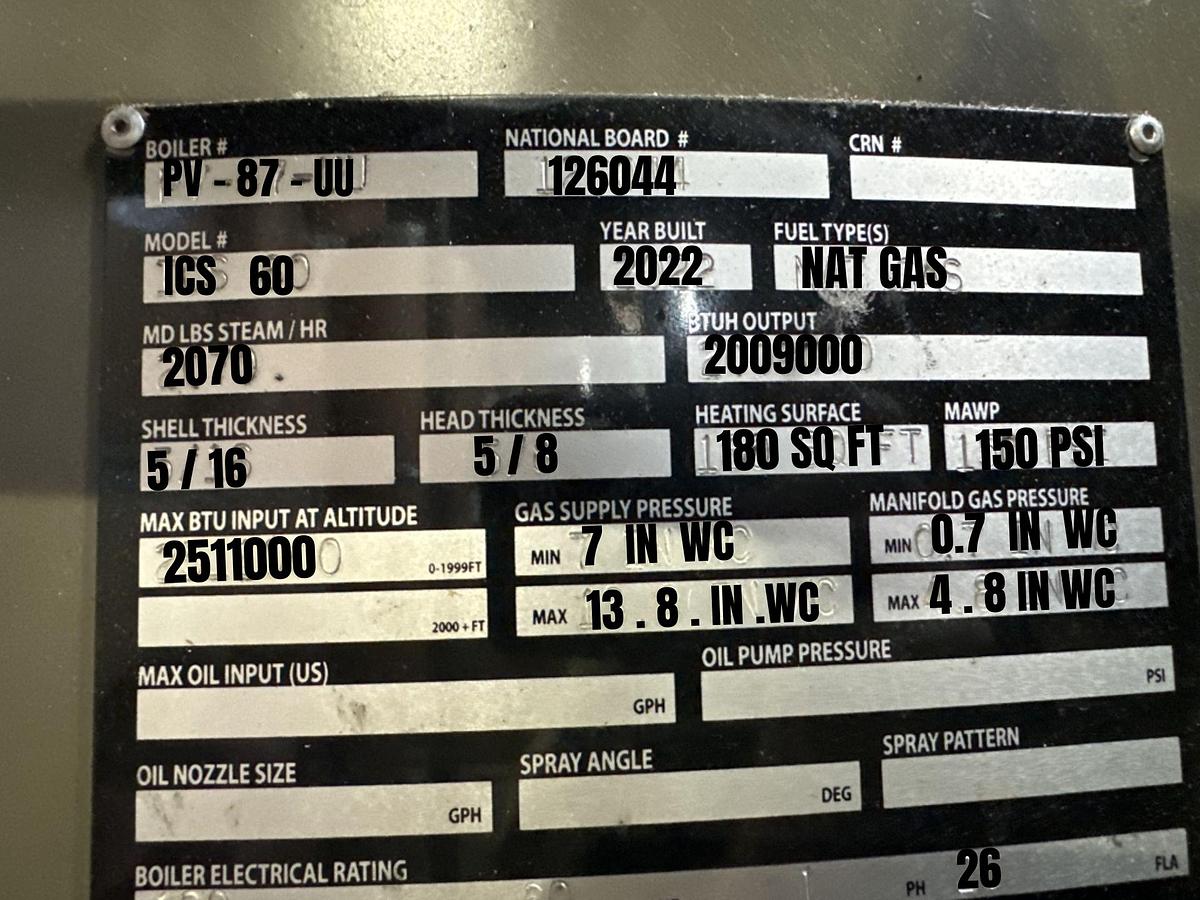 BOILER # NATIONAL BOARD # CRN #
PV - 87 - UU 126044
MODEL # YEAR BUILT FUEL TYPE(S)
ICS 60 2022 NAT GAS
MD LBS STEAM / HR BTUH OUTPUT
2070 2009000
SHELL THICKNESS HEAD THICKNESS HEATING SURFACE MAWP
5 / 16 5 / 8 180 SQ FT 150 PSI
MAX BTU INPUT AT ALTITUDE GAS SUPPLY PRESSURE MANIFOLD GAS PRESSURE
2511000 0-1999FT MIN 7 IN WC MIN 0.7 IN WC
2000 + FT MAX 13 . 8 . IN .WC MAX 4 . 8 IN WC
MAX OIL INPUT (US) OIL PUMP PRESSURE
GPH PSI
OIL NOZZLE SIZE SPRAY ANGLE SPRAY PATTERN
GPH DEG
BOILER ELECTRICAL RATING
PH 26 FLA